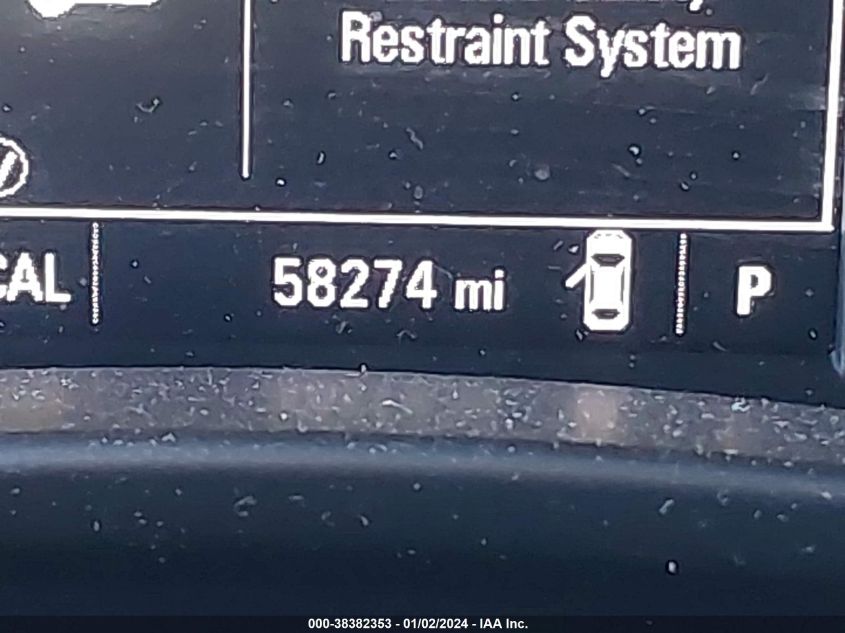 Restraint System
CAL
58274 mi
P
000-38382353 - 01/02/2024 - IAA Inc.